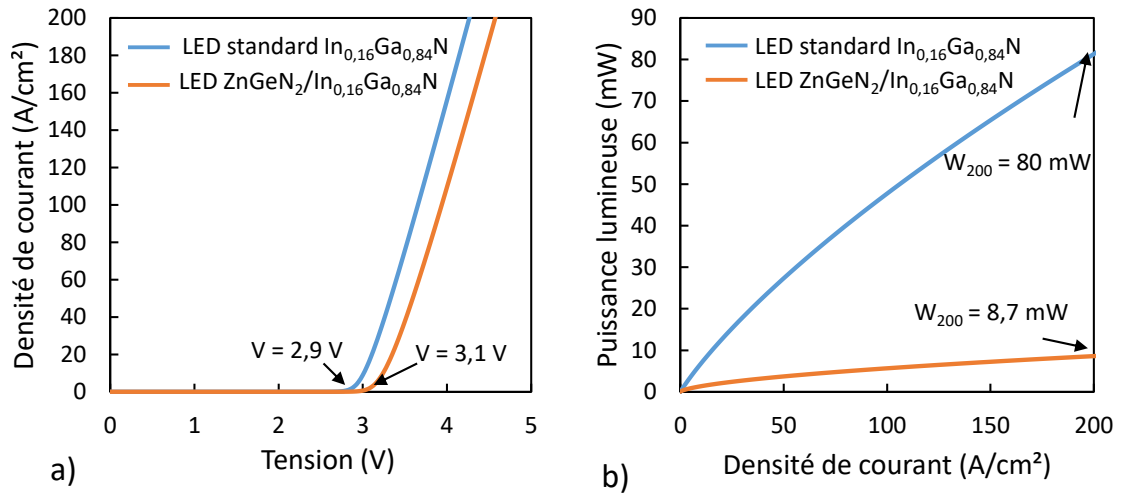 200
180
160
140
120
100
80
60
40
20
0
Densité de courant (A/cm²)
LED standard In0,16Ga0,84N
LED ZnGeN2/In0,16Ga0,84N
V = 2,9 V
V = 3,1 V
0 1 2 3 4 5
Tension (V)
a)
90
80
70
60
50
40
30
20
10
0
Puissance lumineuse (mW)
LED standard In0,16Ga0,84N
LED ZnGeN2/In0,16Ga0,84N
W200 = 80 mW
W200 = 8,7 mW
0 50 100 150 200
Densité de courant (A/cm²)
b)